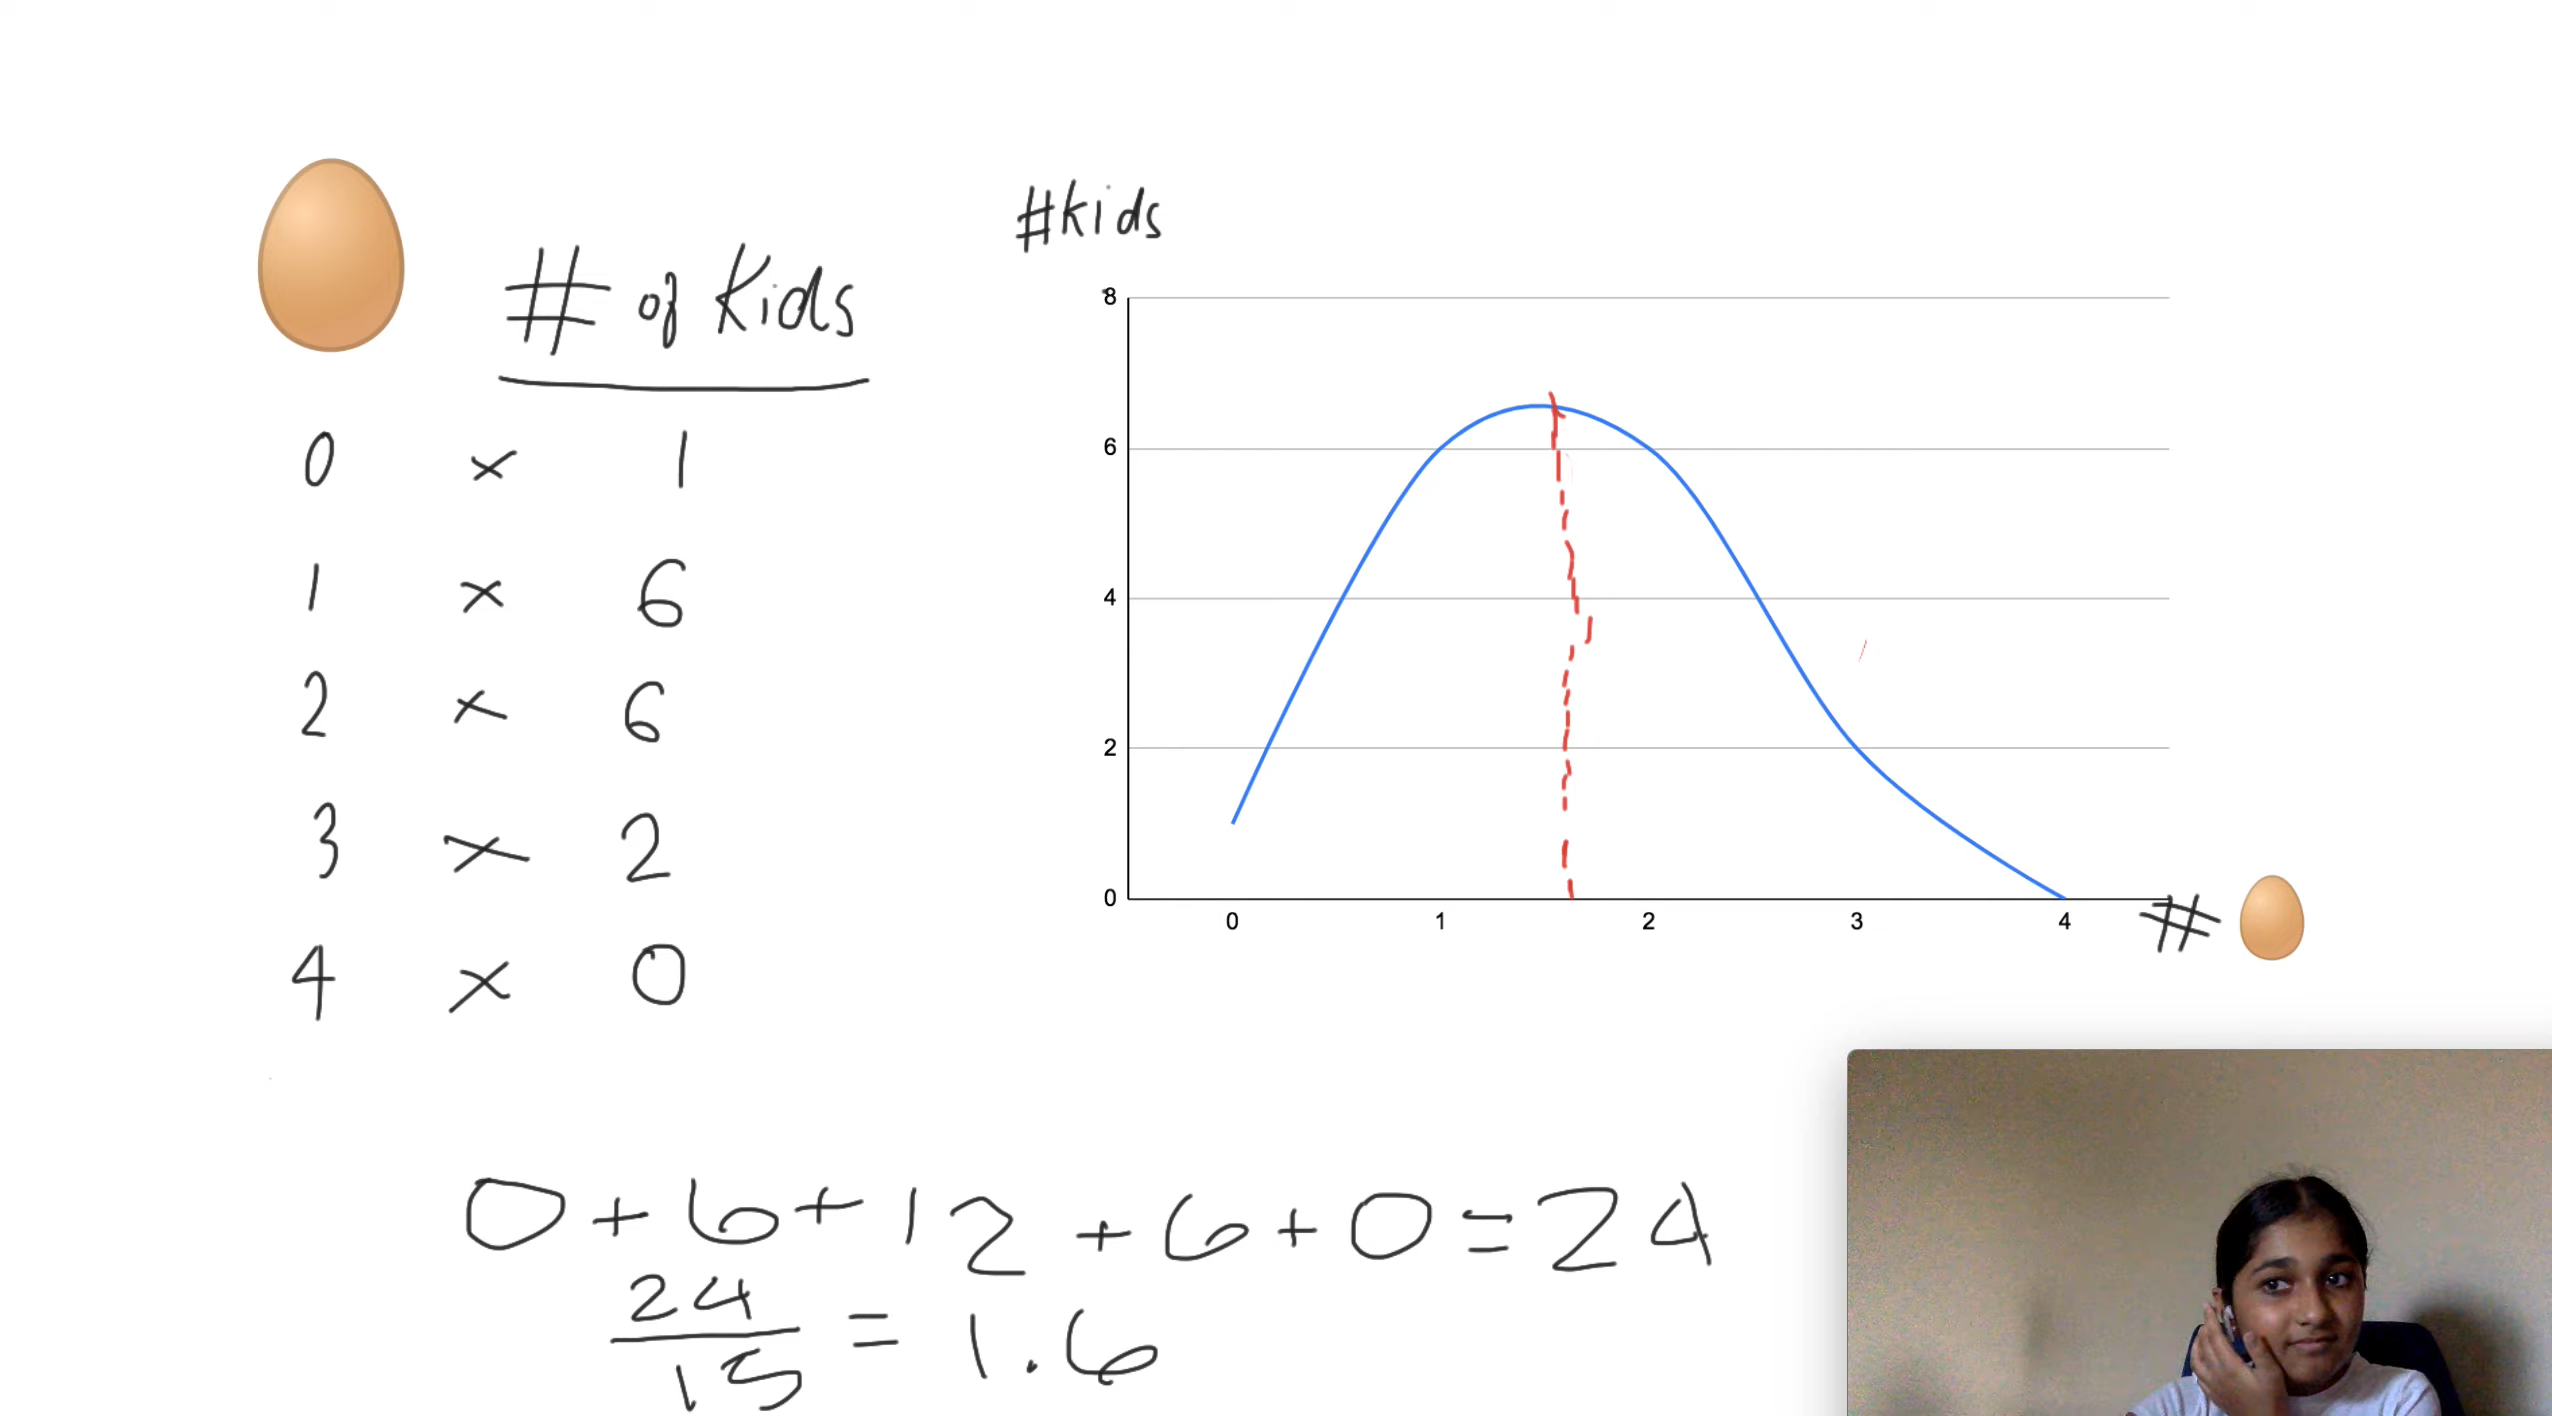 # of Kids
0 x 1
1 x 6
2 x 6
3 x 2
4 x 0
#kids
8
6
4
2
0
0 1 2 3 4 #
0+6+12+6+0=24
24
15 = 1.6